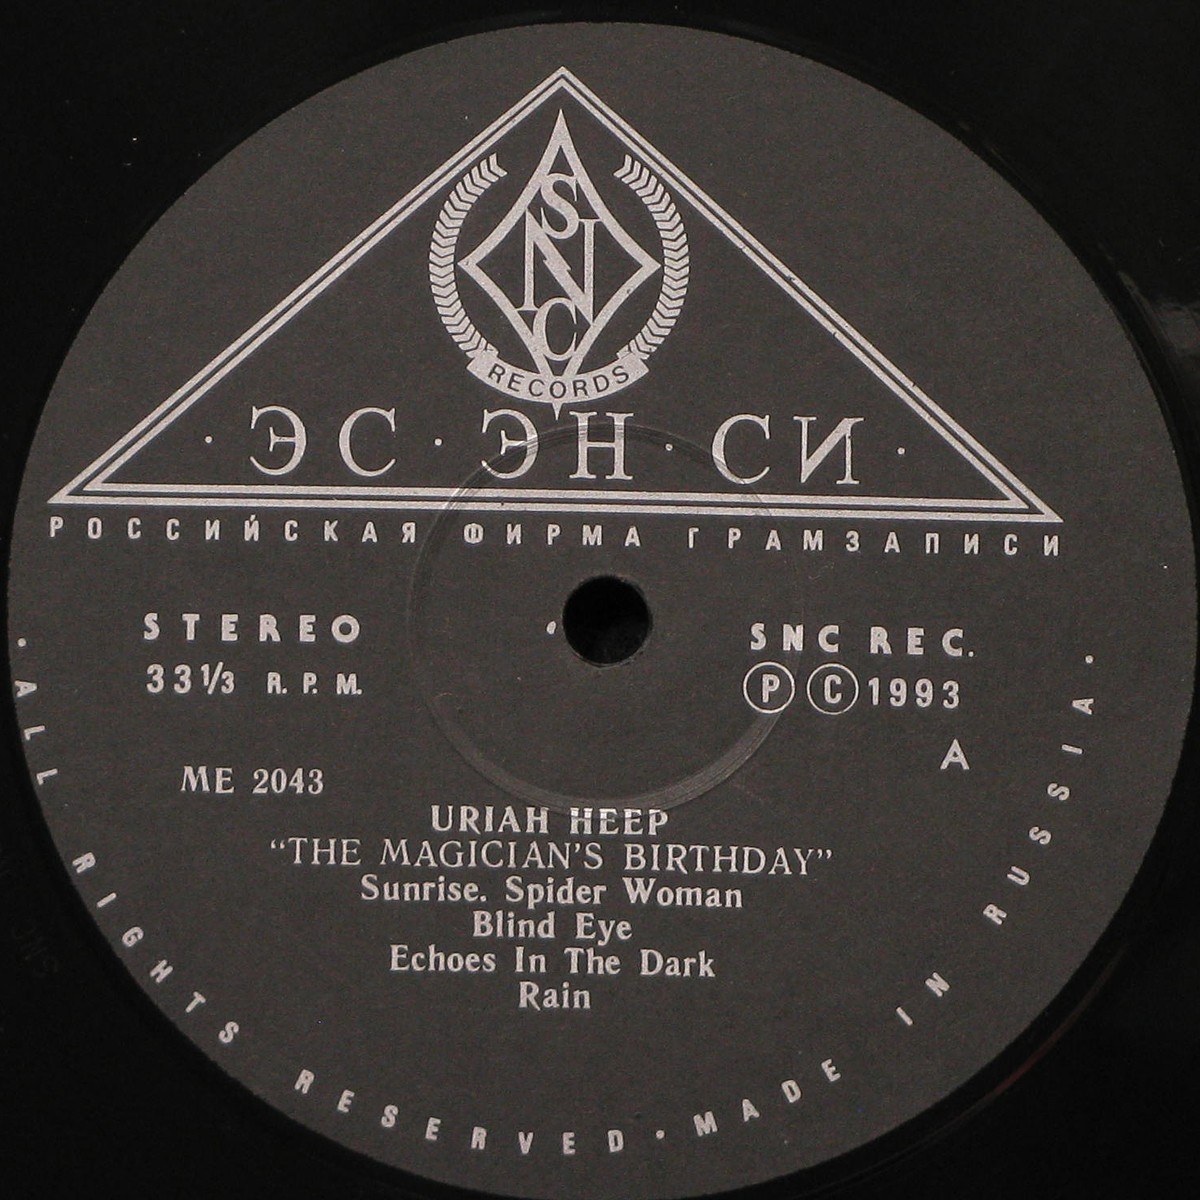 SNC
RECORDS
· ЭС · ЭН · СИ ·
РОССИЙСКАЯ ФИРМА ГРАМЗАПИСИ
STEREO
33 1/3 R. P. M.
SNC REC.
Ⓟ Ⓒ 1993
A
ME 2043
URIAH HEEP
“THE MAGICIAN’S BIRTHDAY”
Sunrise. Spider Woman
Blind Eye
Echoes In The Dark
Rain
· ALL RIGHTS RESERVED · MADE IN RUSSIA ·